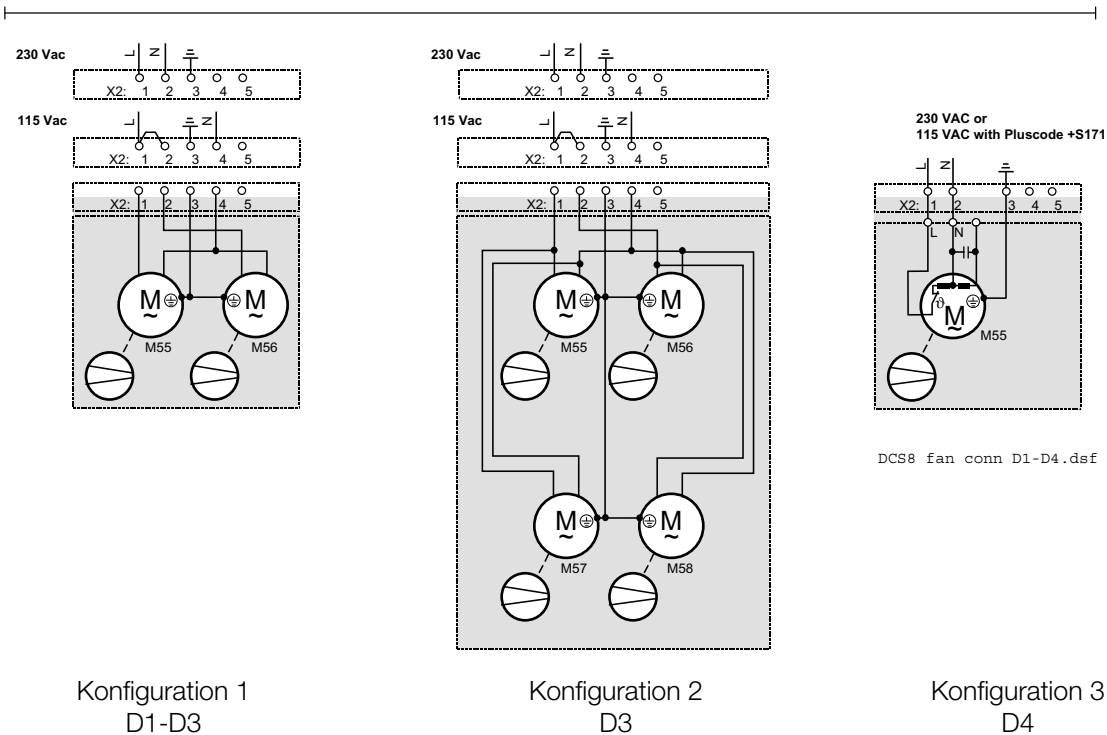 230 Vac
L N
X2: 1 2 3 4 5
115 Vac
L N
X2: 1 2 3 4 5
X2: 1 2 3 4 5
M
~
M
~
M55
M56
Konfiguration 1
D1-D3
230 Vac
L N
X2: 1 2 3 4 5
115 Vac
L N
X2: 1 2 3 4 5
X2: 1 2 3 4 5
M
~
M
~
M55
M56
M
~
M
~
M57
M58
Konfiguration 2
D3
230 VAC or
115 VAC with Pluscode +S171
L N
X2: 1 2 3 4 5
L N
ϑ
M
~
M55
DCS8 fan conn D1-D4.dsf
Konfiguration 3
D4